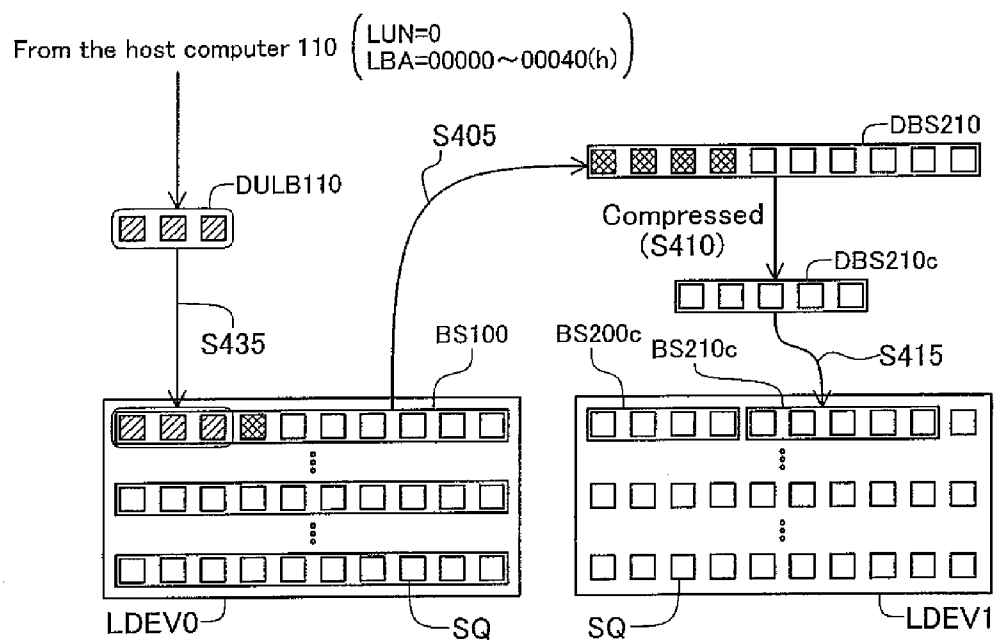 From the host computer 110 (LUN=0
LBA=00000～00040(h))
S405
DBS210
DULB110
Compressed
(S410)
DBS210c
S435
BS100
BS200c
BS210c
S415
LDEV0
SQ
SQ
LDEV1